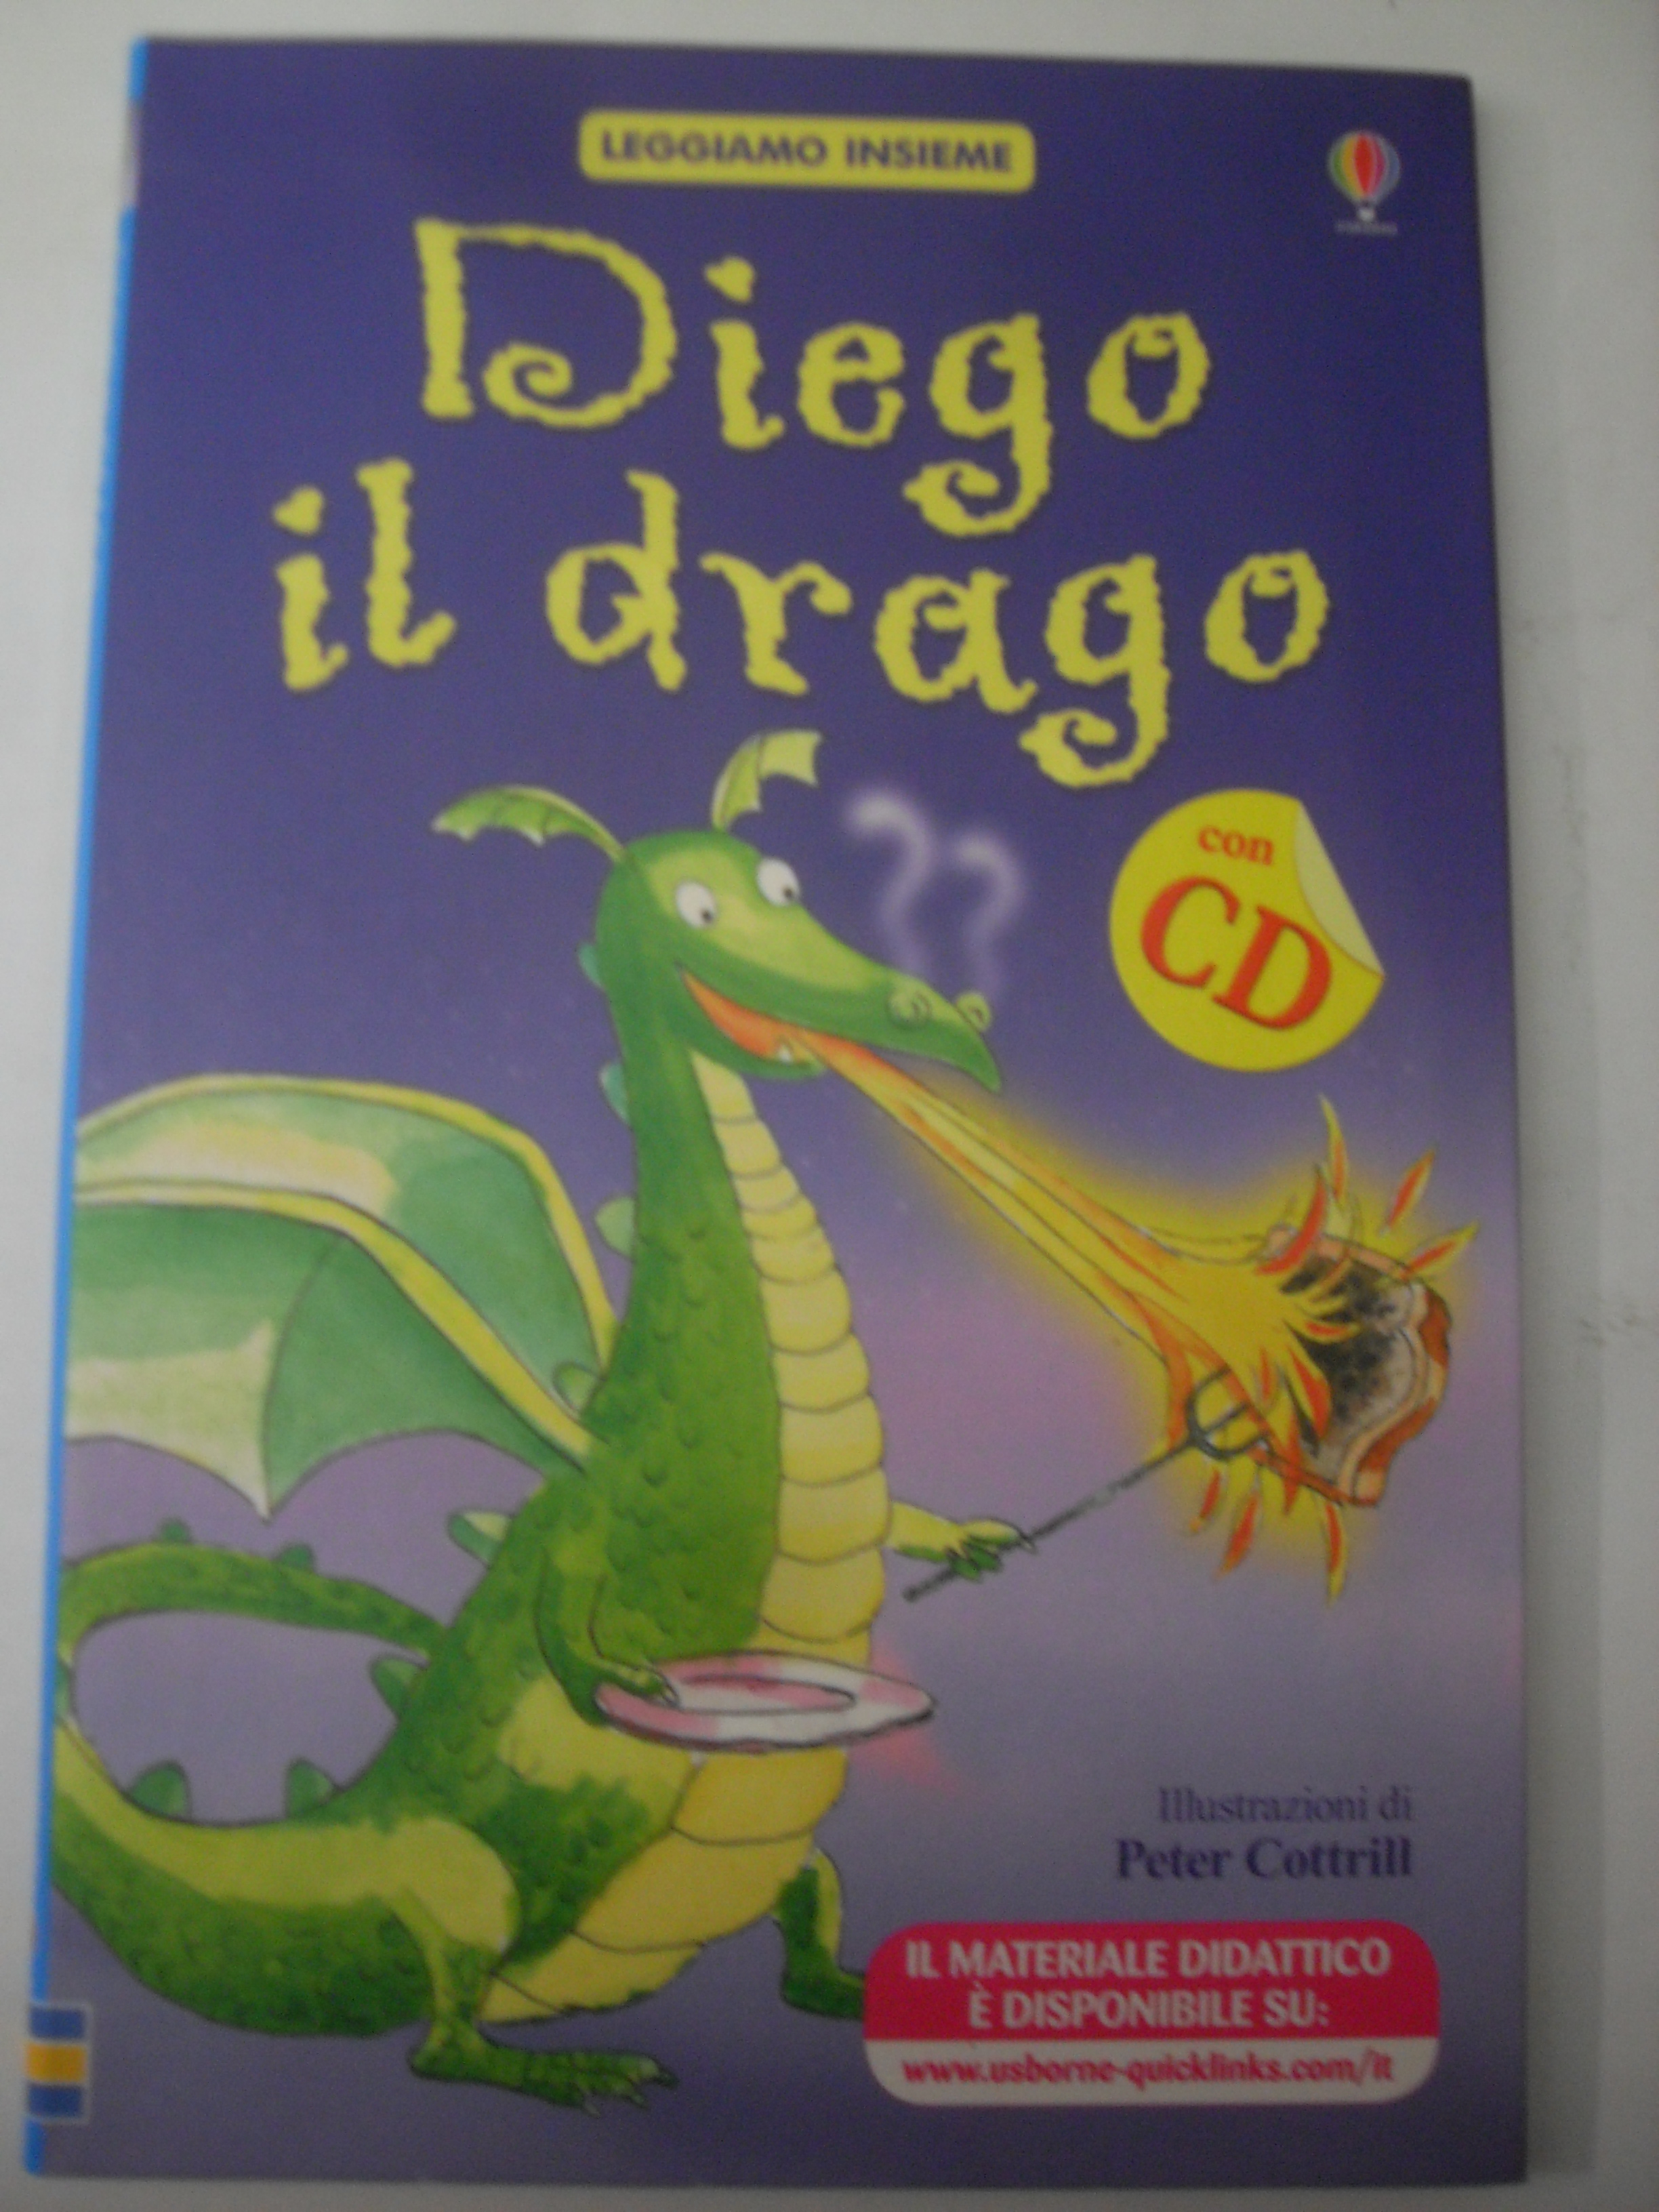 LEGGIAMO INSIEME
Diego
il drago
con
CD
Illustrazioni di
Peter Cottrill
IL MATERIALE DIDATTICO
È DISPONIBILE SU:
www.usborne-quicklinks.com/it